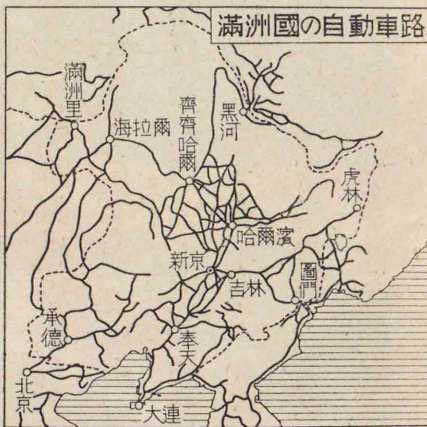 滿洲國の自動車路
滿洲里
海拉爾
齊齊哈爾
黑河
虎林
哈爾濱
新京
吉林
圖們
承德
奉天
北京
大連